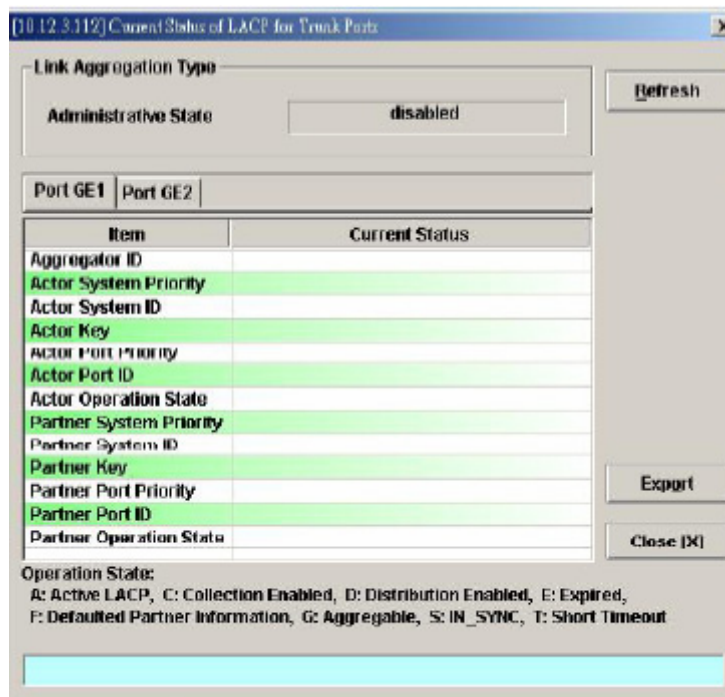 [10.12.3.112] Current Status of LACP for Trunk Ports
Link Aggregation Type
Administrative State disabled
Refresh
Port GE1 Port GE2
Item Current Status
Aggregator ID
Actor System Priority
Actor System ID
Actor Key
Actor Port Priority
Actor Port ID
Actor Operation State
Partner System Priority
Partner System ID
Partner Key
Partner Port Priority
Partner Port ID
Partner Operation State
Export
Close [X]
Operation State:
A: Active LACP, C: Collection Enabled, D: Distribution Enabled, E: Expired,
F: Defaulted Partner Information, G: Aggregable, S: IN_SYNC, T: Short Timeout